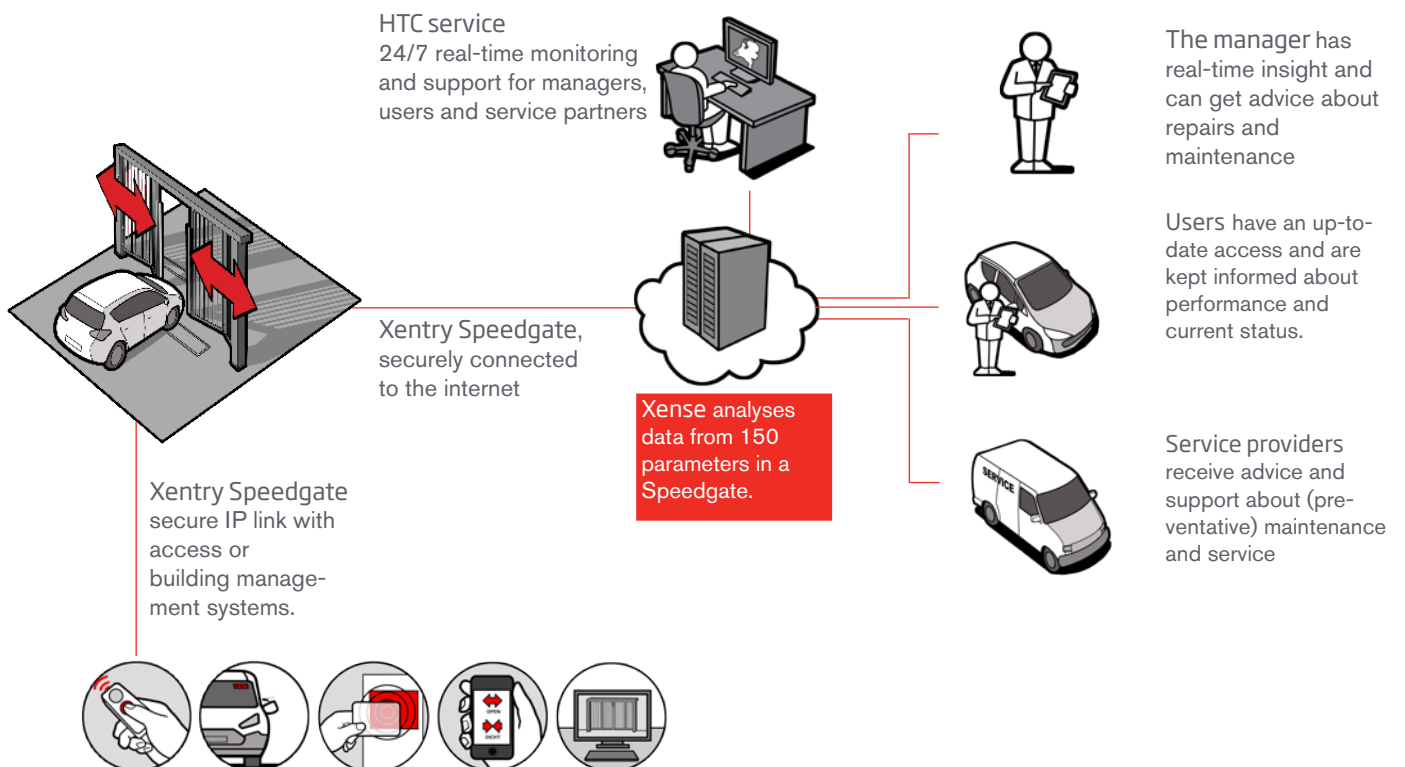 HTC service
24/7 real-time monitoring
and support for managers,
users and service partners
The manager has
real-time insight and
can get advice about
repairs and
maintenance
Users have an up-to-
date access and are
kept informed about
performance and
current status.
Xentry Speedgate,
securely connected
to the internet
Xense analyses
data from 150
parameters in a
Speedgate.
Service providers
receive advice and
support about (pre-
ventative) maintenance
and service
SERVICE
Xentry Speedgate
secure IP link with
access or
building manage-
ment systems.
OPEN
DICHT